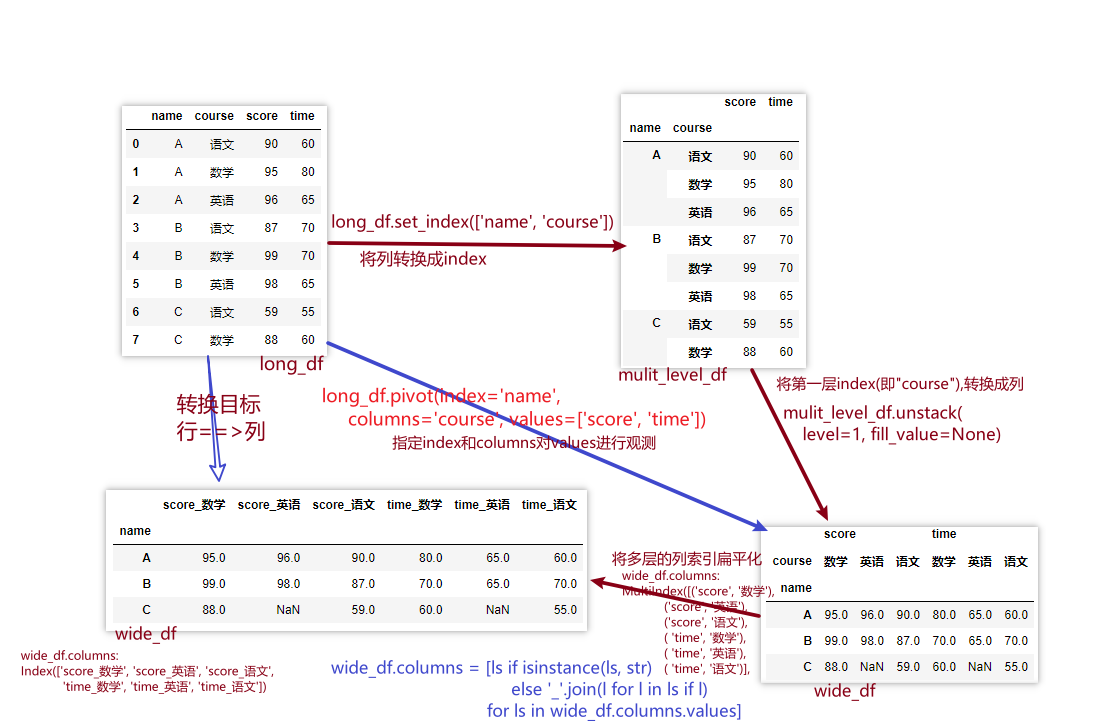 name course score time
0 A 语文 90 60
1 A 数学 95 80
2 A 英语 96 65
3 B 语文 87 70
4 B 数学 99 70
5 B 英语 98 65
6 C 语文 59 55
7 C 数学 88 60
long_df
long_df.set_index(['name', 'course'])
将列转换成index
score time
name course
A 语文 90 60
数学 95 80
英语 96 65
B 语文 87 70
数学 99 70
英语 98 65
C 语文 59 55
数学 88 60
mulit_level_df
转换目标
行==>列
long_df.pivot(index='name',
columns='course', values=['score', 'time'])
指定index和columns对values进行观测
将第一层index(即"course"),转换成列
mulit_level_df.unstack(
level=1, fill_value=None)
score_数学 score_英语 score_语文 time_数学 time_英语 time_语文
name
A 95.0 96.0 90.0 80.0 65.0 60.0
B 99.0 98.0 87.0 70.0 65.0 70.0
C 88.0 NaN 59.0 60.0 NaN 55.0
wide_df
wide_df.columns:
Index(['score_数学', 'score_英语', 'score_语文',
'time_数学', 'time_英语', 'time_语文'])
将多层的列索引扁平化
wide_df.columns:
MultiIndex([('score', '数学'),
('score', '英语'),
('score', '语文'),
( 'time', '数学'),
( 'time', '英语'),
( 'time', '语文')],
score time
course 数学 英语 语文 数学 英语 语文
name
A 95.0 96.0 90.0 80.0 65.0 60.0
B 99.0 98.0 87.0 70.0 65.0 70.0
C 88.0 NaN 59.0 60.0 NaN 55.0
wide_df
wide_df.columns = [ls if isinstance(ls, str)
else '_'.join(l for l in ls if l)
for ls in wide_df.columns.values]